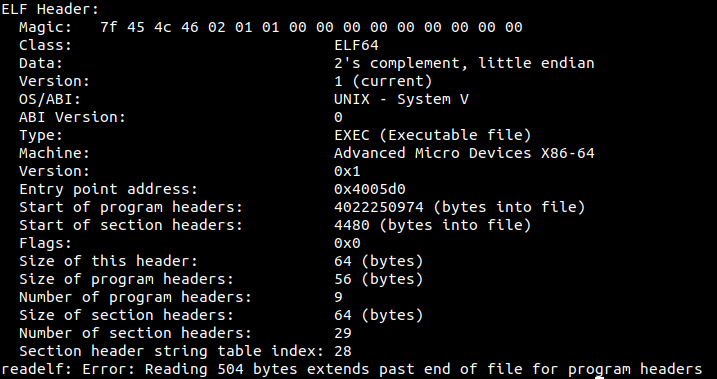 ELF Header:
  Magic:   7f 45 4c 46 02 01 01 00 00 00 00 00 00 00 00 00
  Class:                             ELF64
  Data:                              2's complement, little endian
  Version:                           1 (current)
  OS/ABI:                            UNIX - System V
  ABI Version:                       0
  Type:                              EXEC (Executable file)
  Machine:                           Advanced Micro Devices X86-64
  Version:                           0x1
  Entry point address:               0x4005d0
  Start of program headers:          4022250974 (bytes into file)
  Start of section headers:          4480 (bytes into file)
  Flags:                             0x0
  Size of this header:               64 (bytes)
  Size of program headers:           56 (bytes)
  Number of program headers:         9
  Size of section headers:           64 (bytes)
  Number of section headers:         29
  Section header string table index: 28
readelf: Error: Reading 504 bytes extends past end of file for program headers